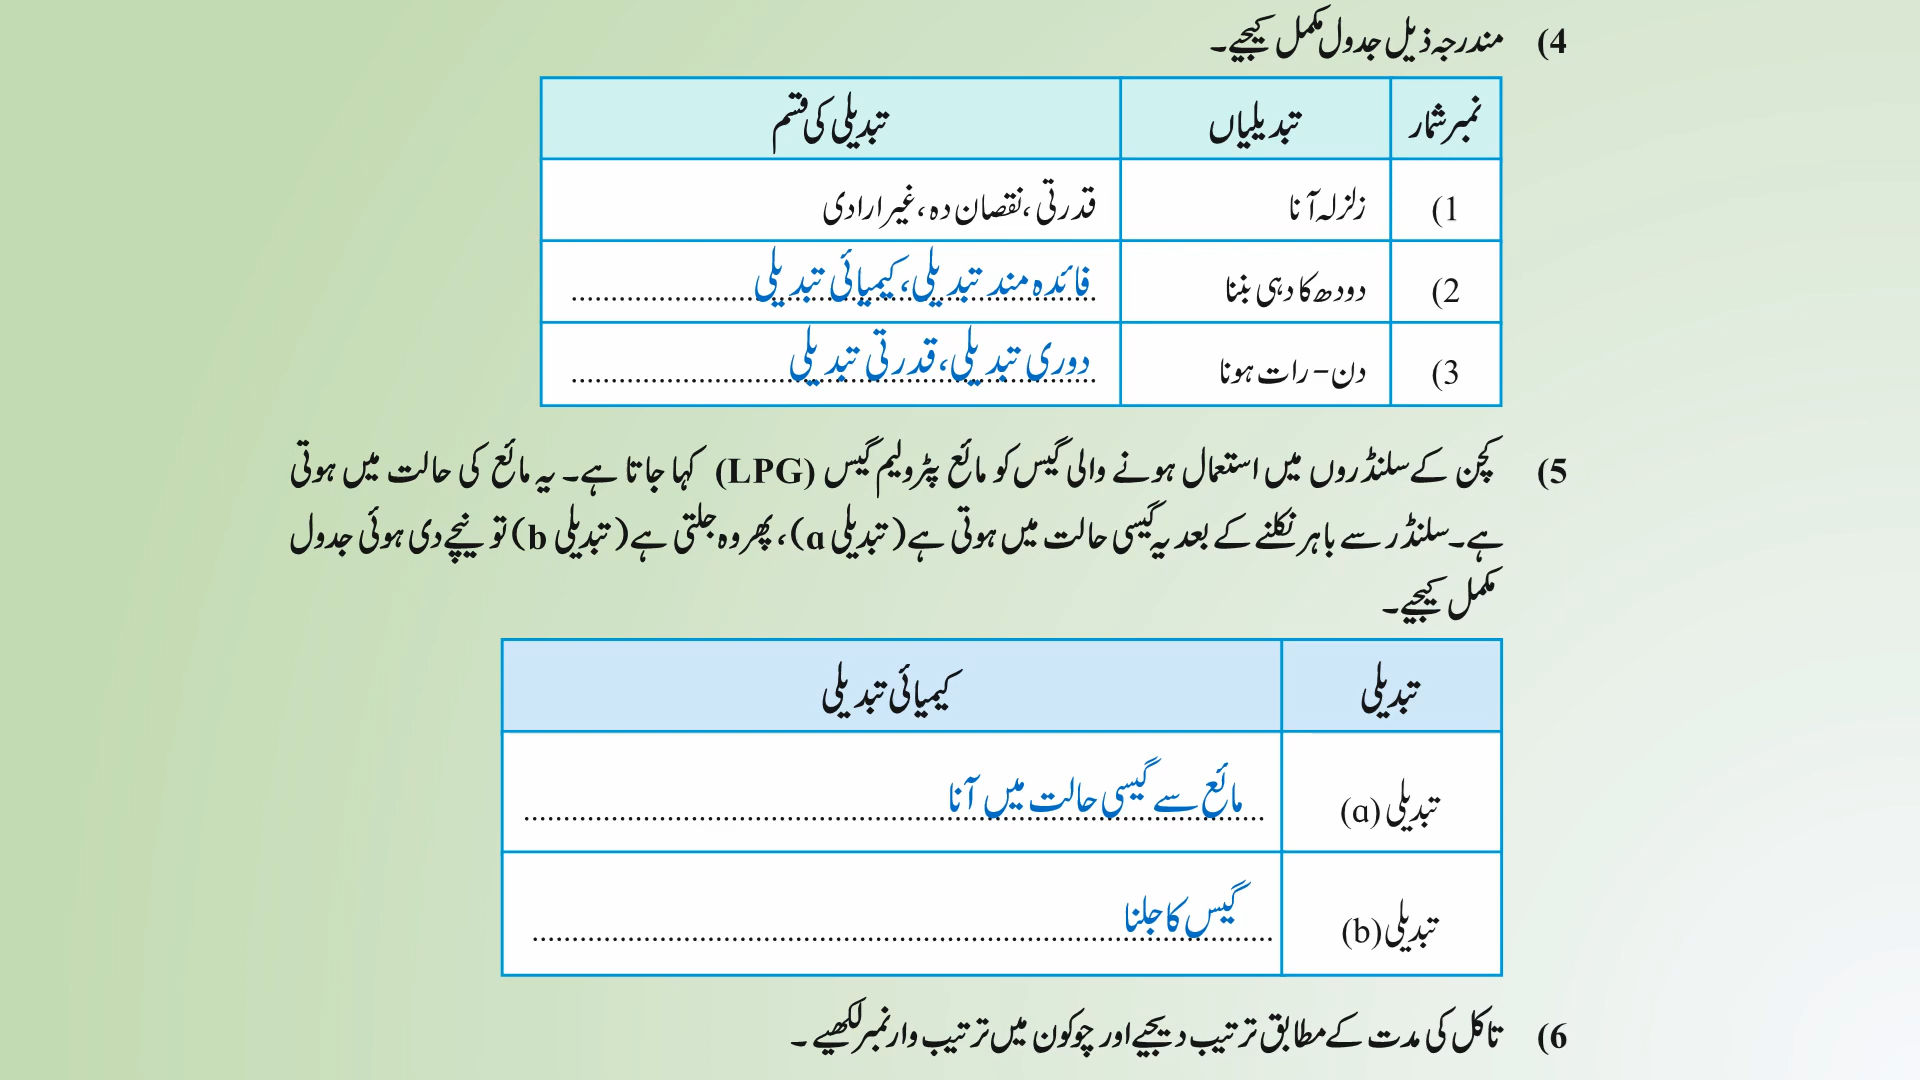 4) مندرجہ ذیل جدول مکمل کیجیے۔
نمبر شمار تبدیلیاں تبدیلی کی قسم
1) زلزلہ آنا قدرتی، نقصان دہ، غیر ارادی
2) دودھ کا دہی بننا فائدہ مند تبدیلی، کیمیائی تبدیلی
3) دن - رات ہونا دوری تبدیلی، قدرتی تبدیلی
5) کچن کے سلنڈروں میں استعمال ہونے والی گیس کو مائع پٹرولیم گیس (LPG) کہا جاتا ہے۔ یہ مائع کی حالت میں ہوتی
ہے۔ سلنڈر سے باہر نکلنے کے بعد یہ گیسی حالت میں ہوتی ہے (تبدیلی a)، پھر وہ جلتی ہے (تبدیلی b) تو نیچے دی ہوئی جدول
مکمل کیجیے۔
تبدیلی کیمیائی تبدیلی
تبدیلی (a) مائع سے گیسی حالت میں آنا
تبدیلی (b) گیس کا جلنا
6) تاکل کی مدت کے مطابق ترتیب دیجیے اور چوکون میں ترتیب وار نمبر لکھیے۔